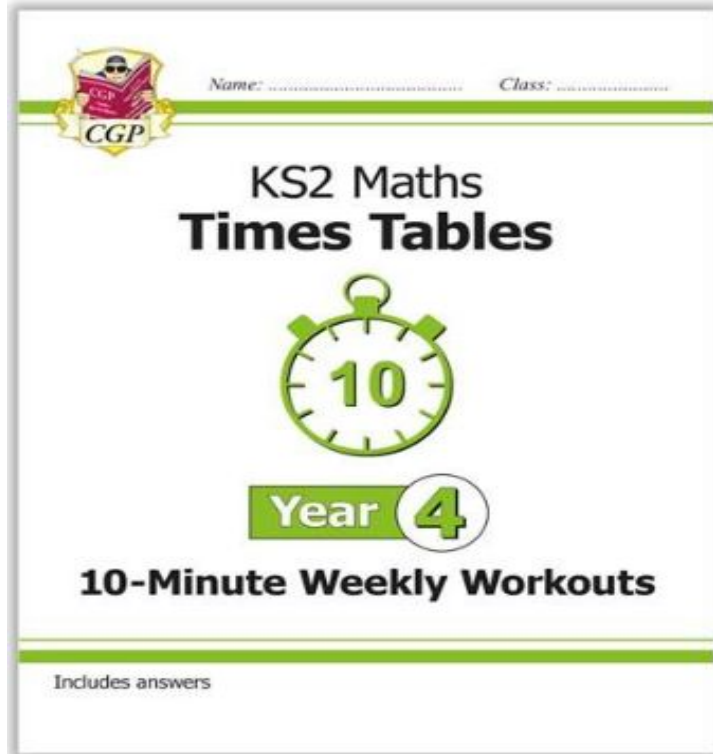 Name: ........................................ Class: ........................
CGP
CGP
KS2 Maths
Times Tables
10
Year 4
10-Minute Weekly Workouts
Includes answers